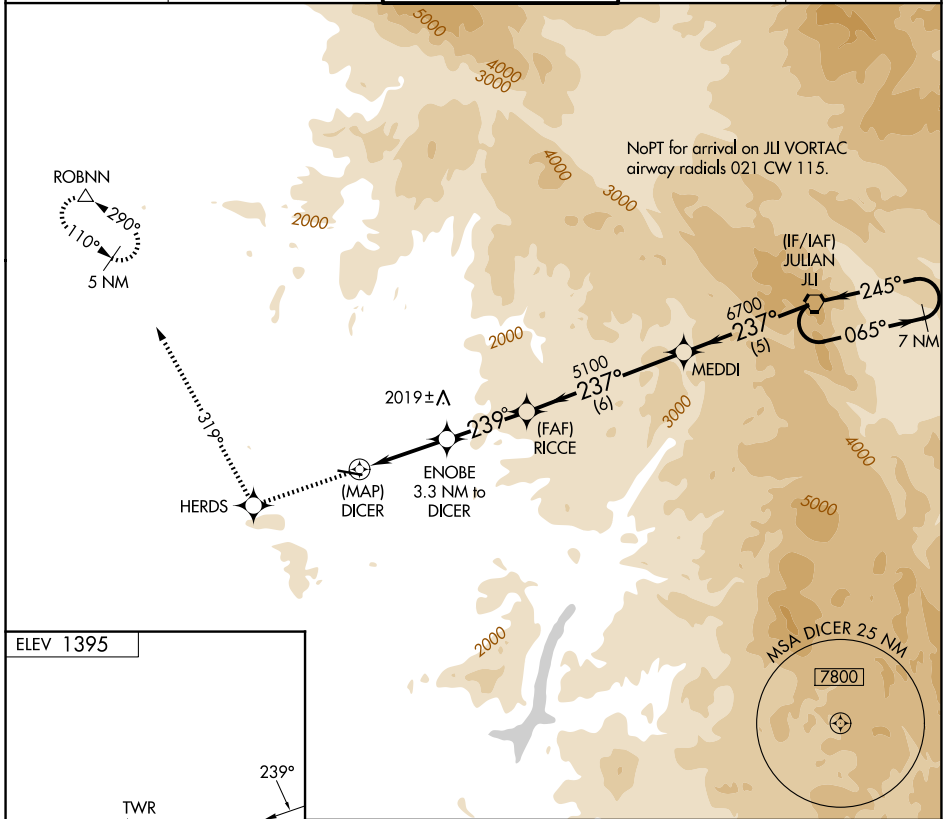 5000
4000
3000
NoPT for arrival on JLI VORTAC
airway radials 021 CW 115.
4000
3000
ROBNN
290°
110°
5 NM
2000
(IF/IAF)
JULIAN
JLI
245°
065°
7 NM
6700
237°
(5)
MEDDI
2000
5100
237°
(6)
3000
2019±
239°
(FAF)
RICCE
4000
319°
ENOBE
3.3 NM to
DICER
(MAP)
DICER
HERDS
5000
2000
ELEV 1395
MSA DICER 25 NM
7800
239°
TWR